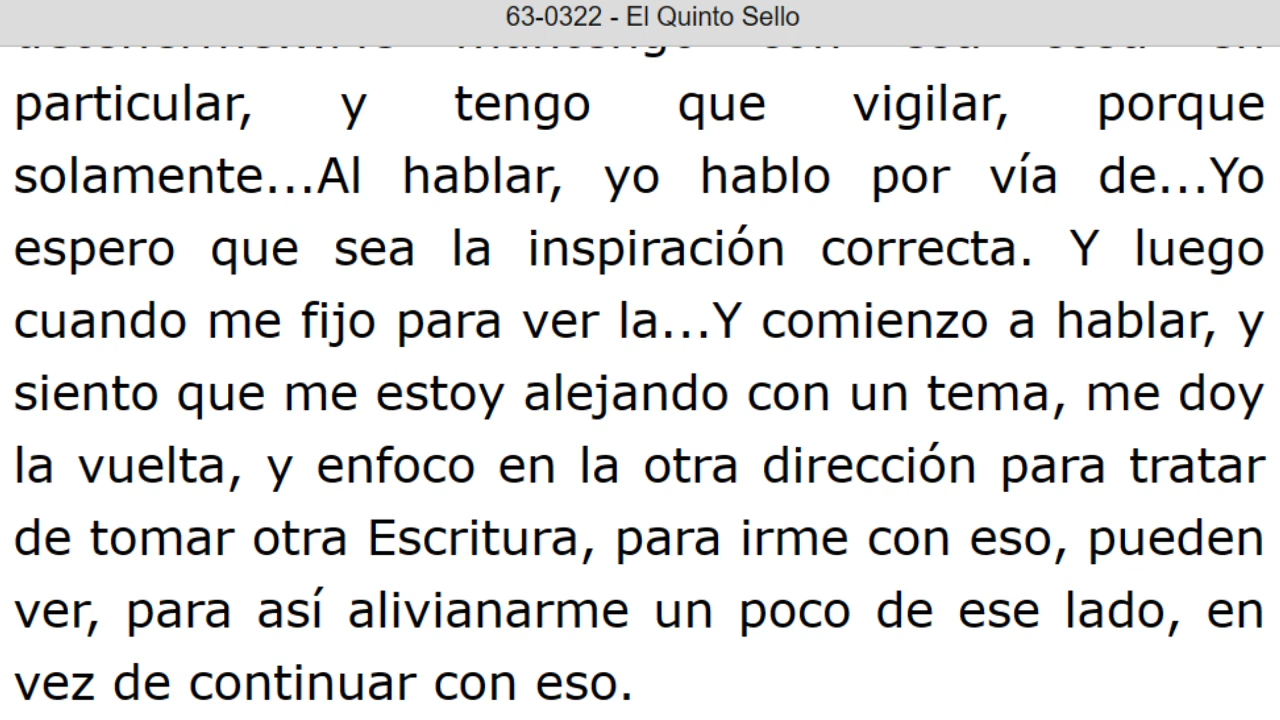 63-0322 - El Quinto Sello
particular, y tengo que vigilar, porque
solamente...Al hablar, yo hablo por vía de...Yo
espero que sea la inspiración correcta. Y luego
cuando me fijo para ver la...Y comienzo a hablar, y
siento que me estoy alejando con un tema, me doy
la vuelta, y enfoco en la otra dirección para tratar
de tomar otra Escritura, para irme con eso, pueden
ver, para así alivianarme un poco de ese lado, en
vez de continuar con eso.